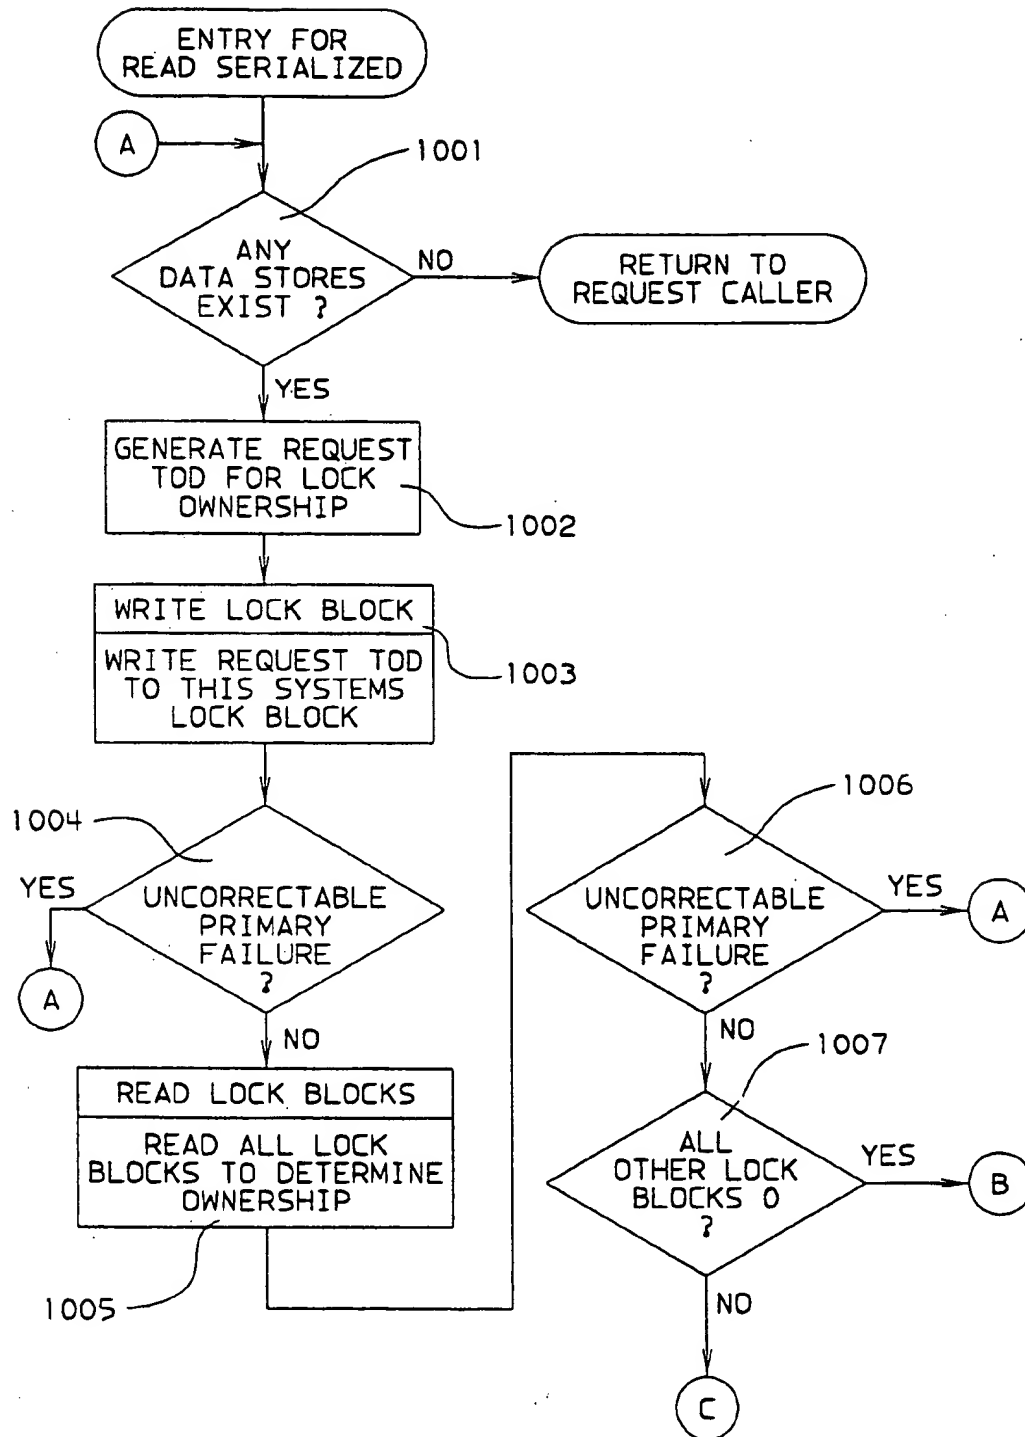 ENTRY FOR
READ SERIALIZED
A
1001
ANY
DATA STORES
EXIST ?
NO
RETURN TO
REQUEST CALLER
YES
GENERATE REQUEST
TOD FOR LOCK
OWNERSHIP
1002
WRITE LOCK BLOCK
WRITE REQUEST TOD
TO THIS SYSTEMS
LOCK BLOCK
1003
1004
YES
UNCORRECTABLE
PRIMARY
FAILURE
?
A
NO
READ LOCK BLOCKS
READ ALL LOCK
BLOCKS TO DETERMINE
OWNERSHIP
1005
1006
UNCORRECTABLE
PRIMARY
FAILURE
?
YES
A
NO
1007
ALL
OTHER LOCK
BLOCKS 0
?
YES
B
NO
C